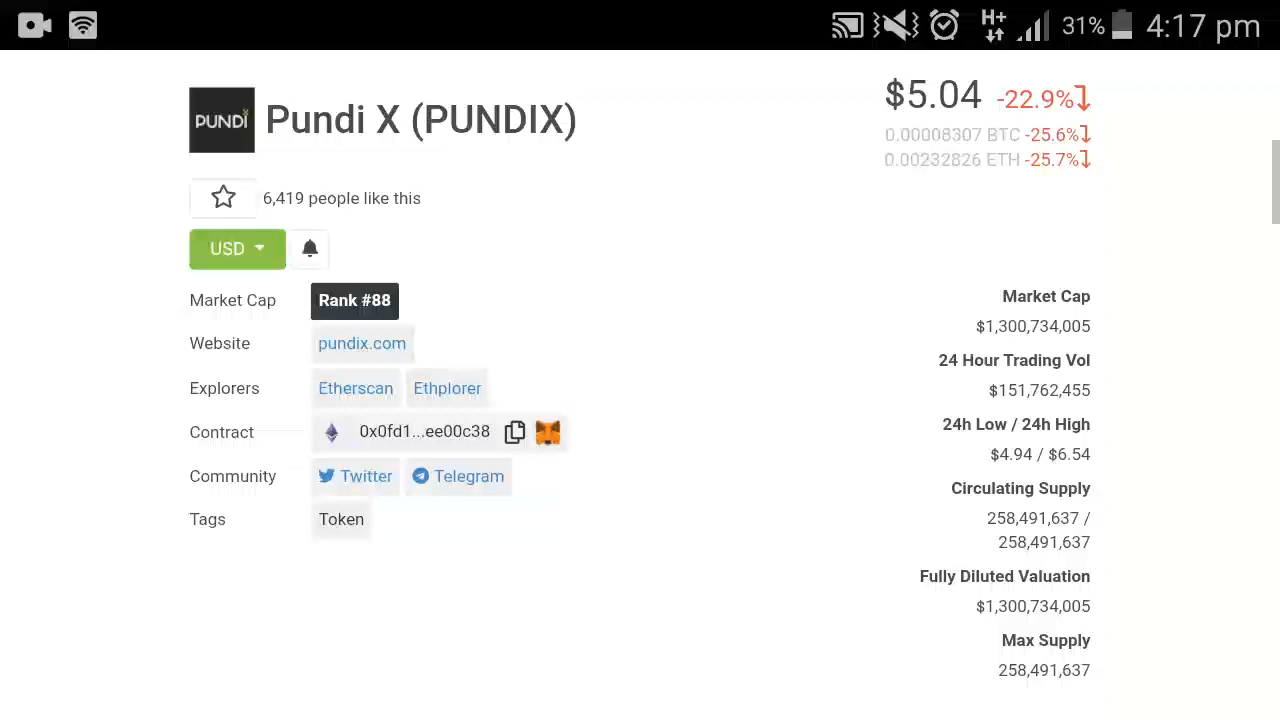 H+ 31% 4:17 pm
PUNDI X
Pundi X (PUNDIX)
$5.04 -22.9%
0.00008307 BTC -25.6%
0.00232826 ETH -25.7%
6,419 people like this
USD
Market Cap Rank #88
Website pundix.com
Explorers Etherscan Ethplorer
Contract 0x0fd1...ee00c38
Community Twitter Telegram
Tags Token
Market Cap
$1,300,734,005
24 Hour Trading Vol
$151,762,455
24h Low / 24h High
$4.94 / $6.54
Circulating Supply
258,491,637 /
258,491,637
Fully Diluted Valuation
$1,300,734,005
Max Supply
258,491,637